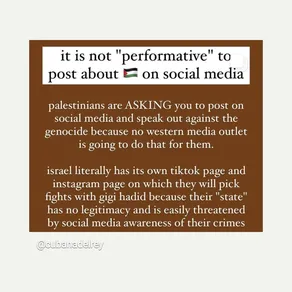 it is not "performative" to
post about 🇵🇸 on social media
palestinians are ASKING you to post on
social media and speak out against the
genocide because no western media outlet
is going to do that for them.
israel literally has its own tiktok page and
instagram page on which they will pick
fights with gigi hadid because their "state"
has no legitimacy and is easily threatened
by social media awareness of their crimes
@cubanadelrey